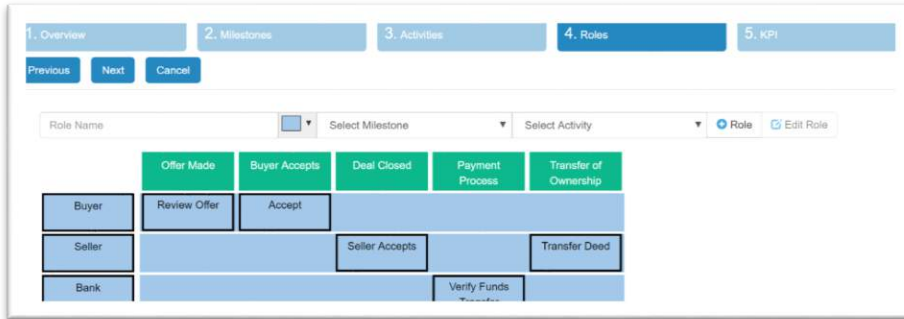 1. Overview 2. Milestones 3. Activities 4. Roles 5. KPI
Previous Next Cancel
Role Name Select Milestone Select Activity Role Edit Role
Offer Made Buyer Accepts Deal Closed Payment Process Transfer of Ownership
Buyer Review Offer Accept
Seller Seller Accepts Transfer Deed
Bank Verify Funds
Transfer